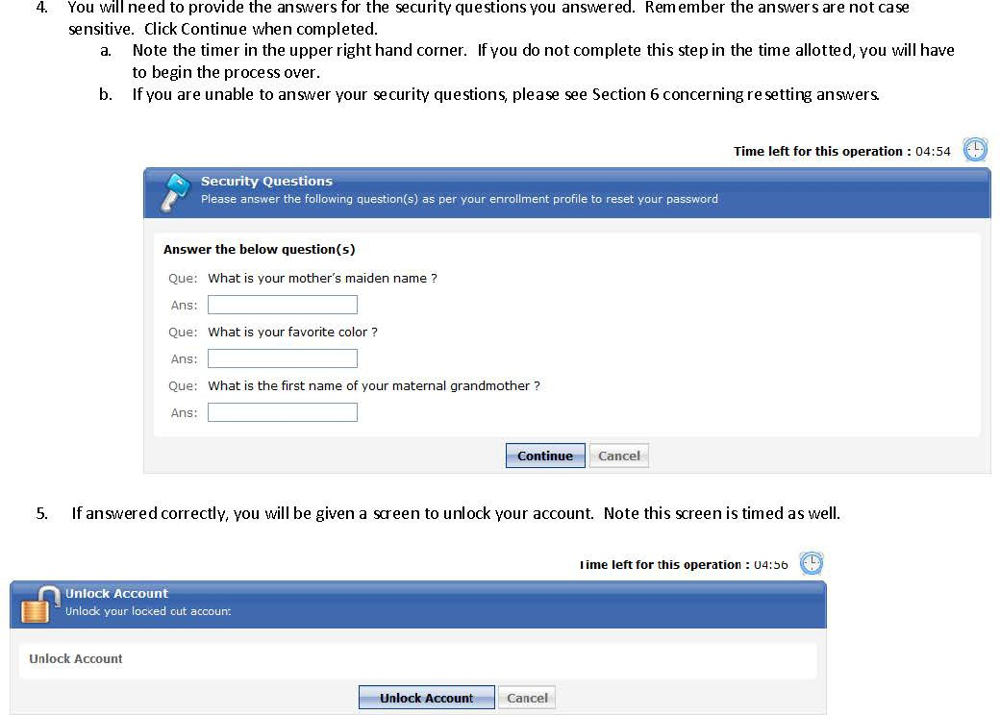 4. You will need to provide the answers for the security questions you answered. Remember the answers are not case
sensitive. Click Continue when completed.
a. Note the timer in the upper right hand corner. If you do not complete this step in the time allotted, you will have
to begin the process over.
b. If you are unable to answer your security questions, please see Section 6 concerning resetting answers.
Time left for this operation : 04:54
Security Questions
Please answer the following question(s) as per your enrollment profile to reset your password
Answer the below question(s)
Que: What is your mother's maiden name ?
Ans:
Que: What is your favorite color ?
Ans:
Que: What is the first name of your maternal grandmother ?
Ans:
Continue Cancel
5. If answered correctly, you will be given a screen to unlock your account. Note this screen is timed as well.
Time left for this operation : 04:56
Unlock Account
Unlock your locked out account
Unlock Account
Unlock Account Cancel